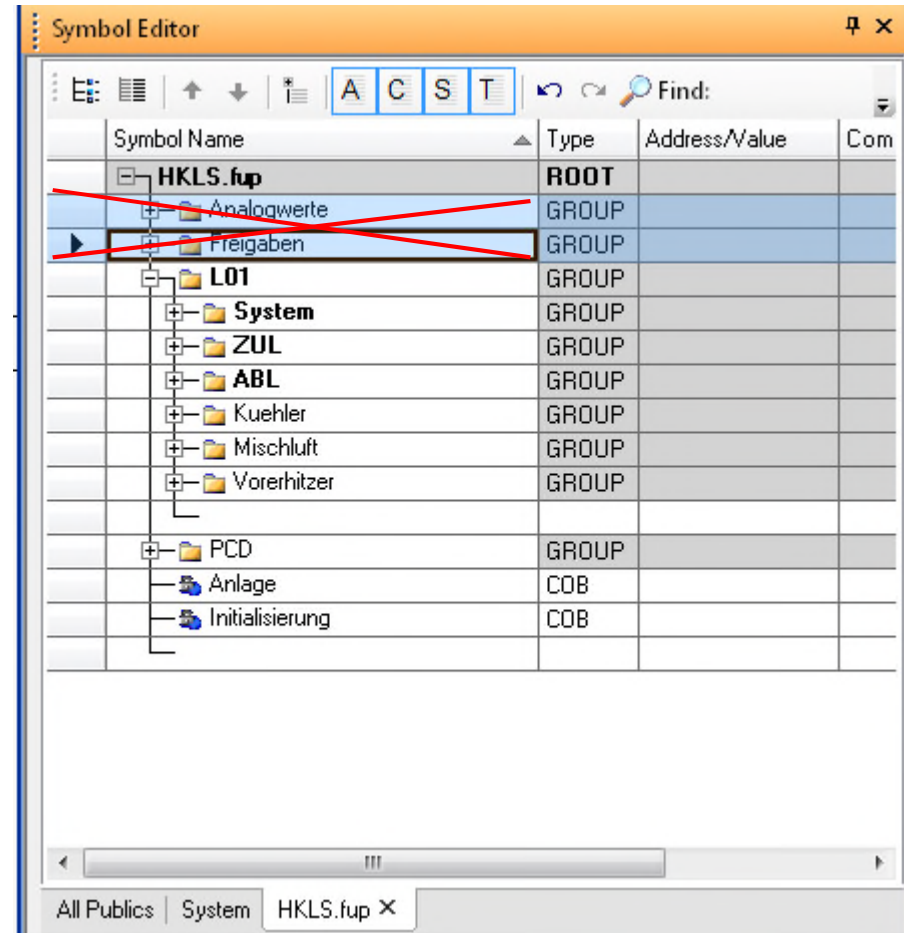 Symbol Editor
A C S T Find:
Symbol Name Type Address/Value Com
HKLS.fup ROOT
Analogwerte GROUP
Freigaben GROUP
L01 GROUP
System GROUP
ZUL GROUP
ABL GROUP
Kuehler GROUP
Mischluft GROUP
Vorerhitzer GROUP
PCD GROUP
Anlage COB
Initialisierung COB
All Publics System HKLS.fup